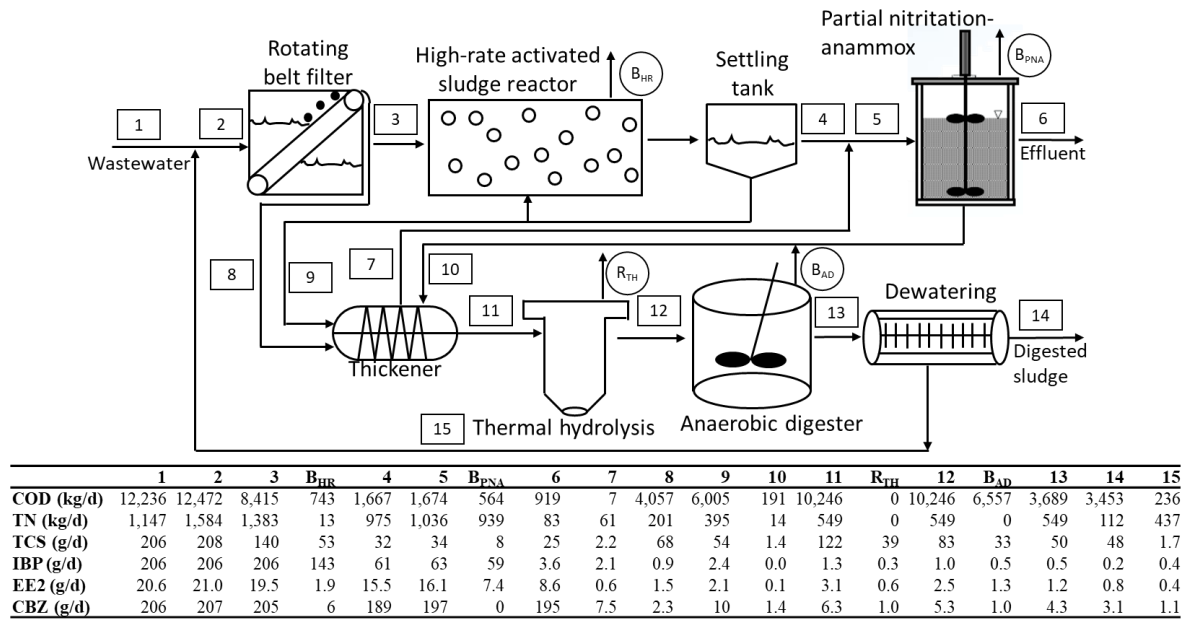 Partial nitritation-
anammox
Rotating
belt filter
High-rate activated
sludge reactor
Settling
tank
B_HR
B_PNA
1
2
3
4
5
6
Wastewater
Effluent
8
9
7
10
R_TH
B_AD
11
12
13
14
Dewatering
Digested
sludge
Thickener
15
Thermal hydrolysis
Anaerobic digester
1 2 3 B_HR 4 5 B_PNA 6 7 8 9 10 11 R_TH 12 B_AD 13 14 15
COD (kg/d) 12,236 12,472 8,415 743 1,667 1,674 564 919 7 4,057 6,005 191 10,246 0 10,246 6,557 3,689 3,453 236
TN (kg/d) 1,147 1,584 1,383 13 975 1,036 939 83 61 201 395 14 549 0 549 0 549 112 437
TCS (g/d) 206 208 140 53 32 34 8 25 2.2 68 54 1.4 122 39 83 33 50 48 1.7
IBP (g/d) 206 206 206 143 61 63 59 3.6 2.1 0.9 2.4 0.0 1.3 0.3 1.0 0.5 0.5 0.2 0.4
EE2 (g/d) 20.6 21.0 19.5 1.9 15.5 16.1 7.4 8.6 0.6 1.5 2.1 0.1 3.1 0.6 2.5 1.3 1.2 0.8 0.4
CBZ (g/d) 206 207 205 6 189 197 0 195 7.5 2.3 10 1.4 6.3 1.0 5.3 1.0 4.3 3.1 1.1